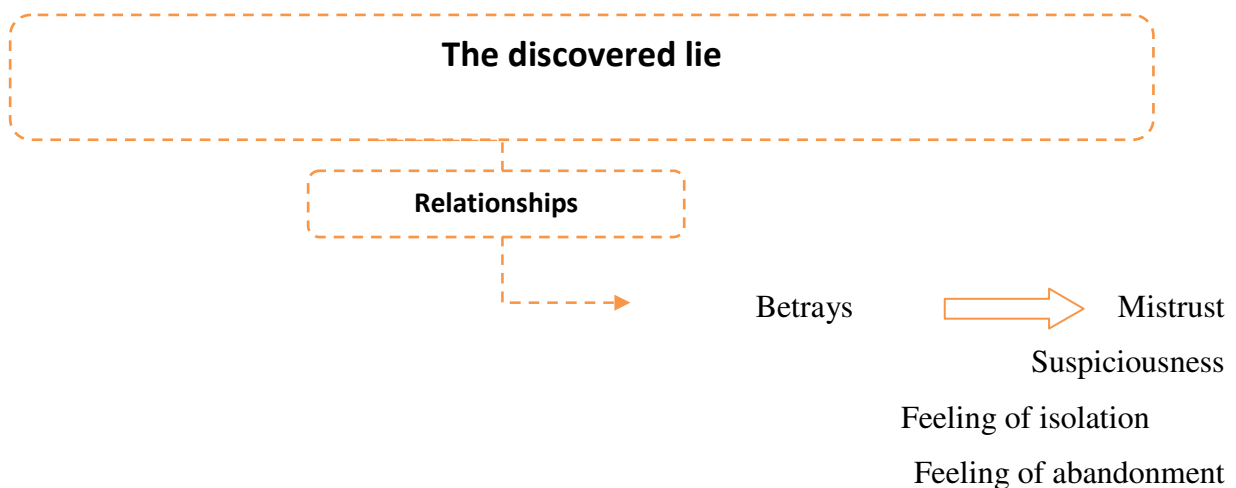 The discovered lie
Relationships
Betrays Mistrust
Suspiciousness
Feeling of isolation
Feeling of abandonment